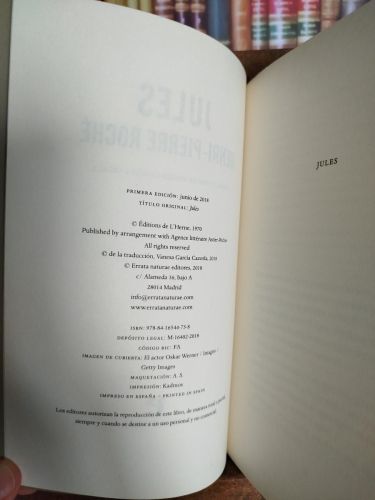 JULES
HENRI-PIERRE ROCHÉ
PRIMERA EDICIÓN: junio de 2018
TÍTULO ORIGINAL: Jules
© Éditions de L'Herne, 1970
Published by arrangement with Agence littéraire Astier-Pécher
All rights reserved
© de la traducción, Vanesa García Cazorla, 2018
© Errata naturae editores, 2018
c/ Alameda 16, bajo A
28014 Madrid
info@erratanaturae.com
www.erratanaturae.com
ISBN: 978-84-16544-73-8
DEPÓSITO LEGAL: M-16482-2018
CÓDIGO BIC: FA
IMAGEN DE CUBIERTA: El actor Oskar Werner / Imagno /
Getty Images
MAQUETACIÓN: A. S.
IMPRESIÓN: Kadmos
IMPRESO EN ESPAÑA – PRINTED IN SPAIN
Los editores autorizan la reproducción de este libro, de manera total o parcial,
siempre y cuando se destine a un uso personal y no comercial.
JULES